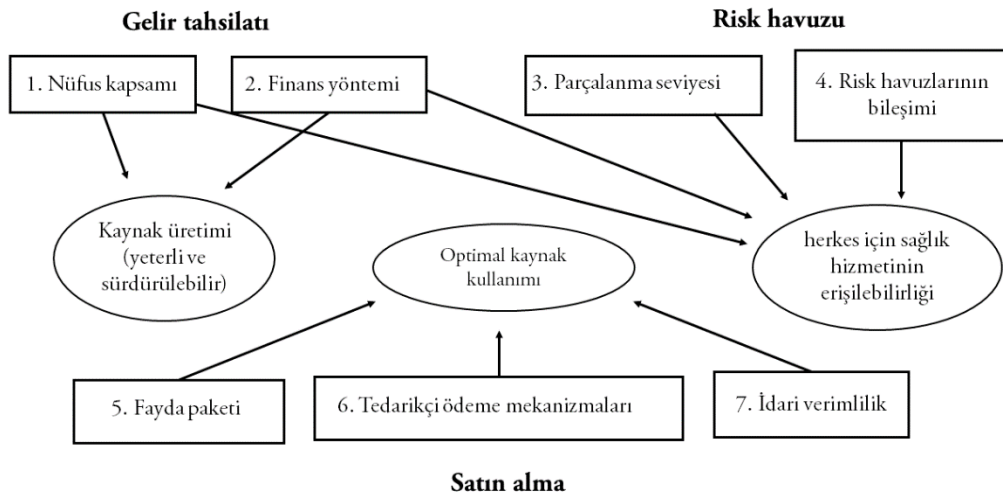 Gelir tahsilatı
Risk havuzu
1. Nüfus kapsamı
2. Finans yöntemi
3. Parçalanma seviyesi
4. Risk havuzlarının
bileşimi
Kaynak üretimi
(yeterli ve
sürdürülebilir)
Optimal kaynak
kullanımı
herkes için sağlık
hizmetinin
erişilebilirliği
5. Fayda paketi
6. Tedarikçi ödeme mekanizmaları
7. İdari verimlilik
Satın alma